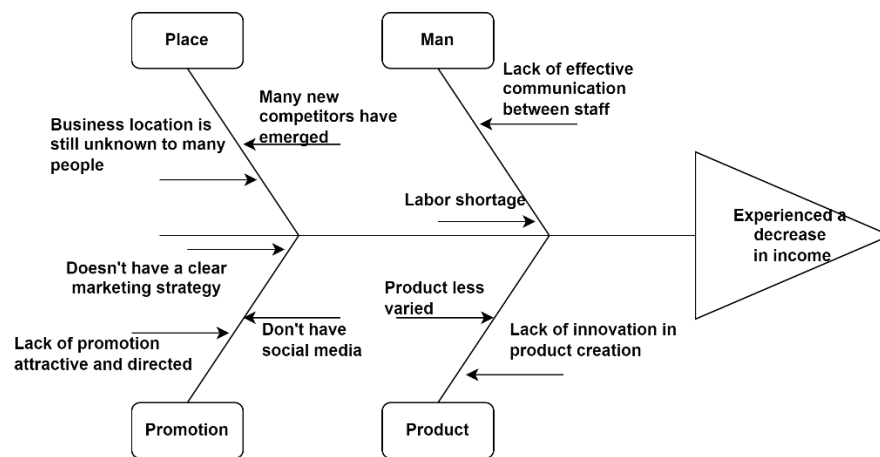 Place
Man
Lack of effective
communication
between staff
Many new
competitors have
emerged
Business location is
still unknown to many
people
Labor shortage
Experienced a
decrease
in income
Doesn't have a clear
marketing strategy
Product less
varied
Don't have
social media
Lack of innovation in
product creation
Lack of promotion
attractive and directed
Promotion
Product